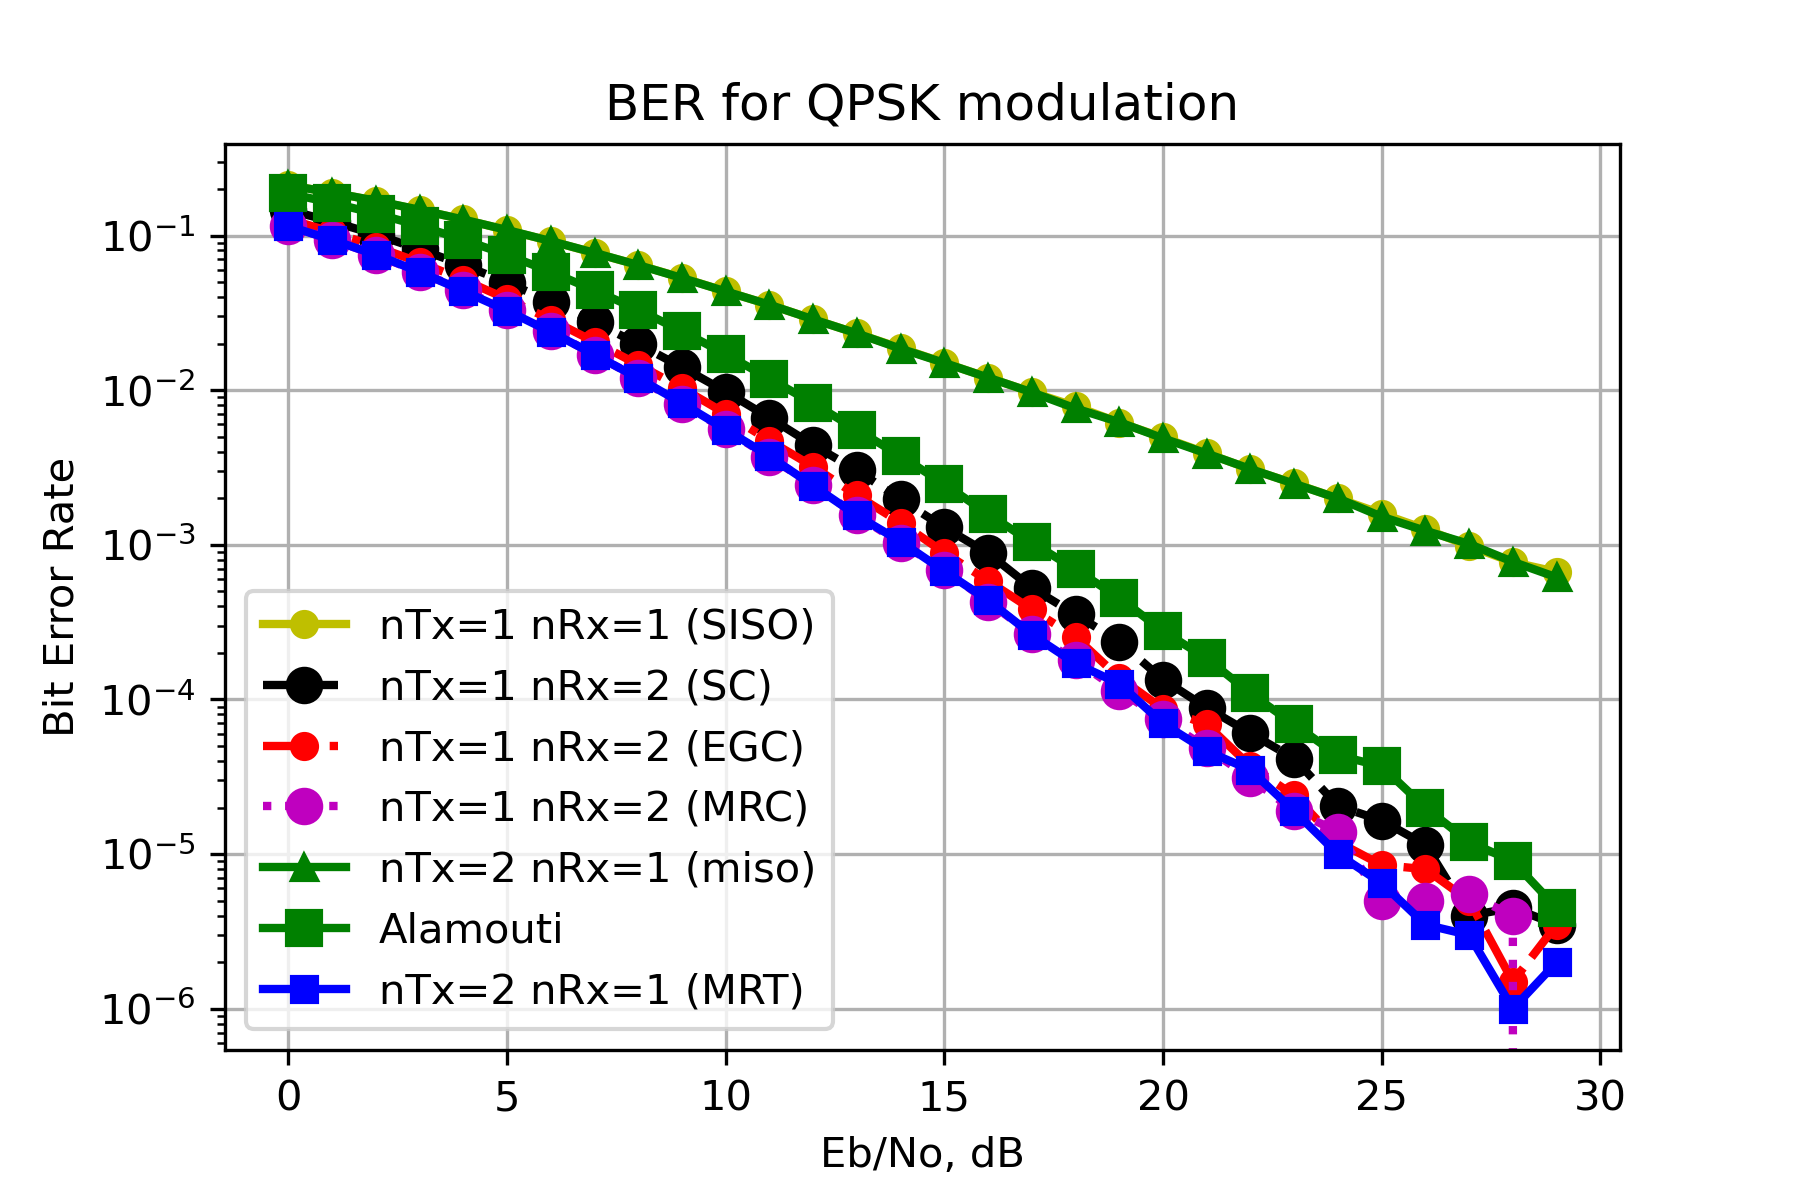 BER for QPSK modulation
Bit Error Rate
10⁻¹
10⁻²
10⁻³
10⁻⁴
10⁻⁵
10⁻⁶
nTx=1 nRx=1 (SISO)
nTx=1 nRx=2 (SC)
nTx=1 nRx=2 (EGC)
nTx=1 nRx=2 (MRC)
nTx=2 nRx=1 (miso)
Alamouti
nTx=2 nRx=1 (MRT)
0 5 10 15 20 25 30
Eb/No, dB